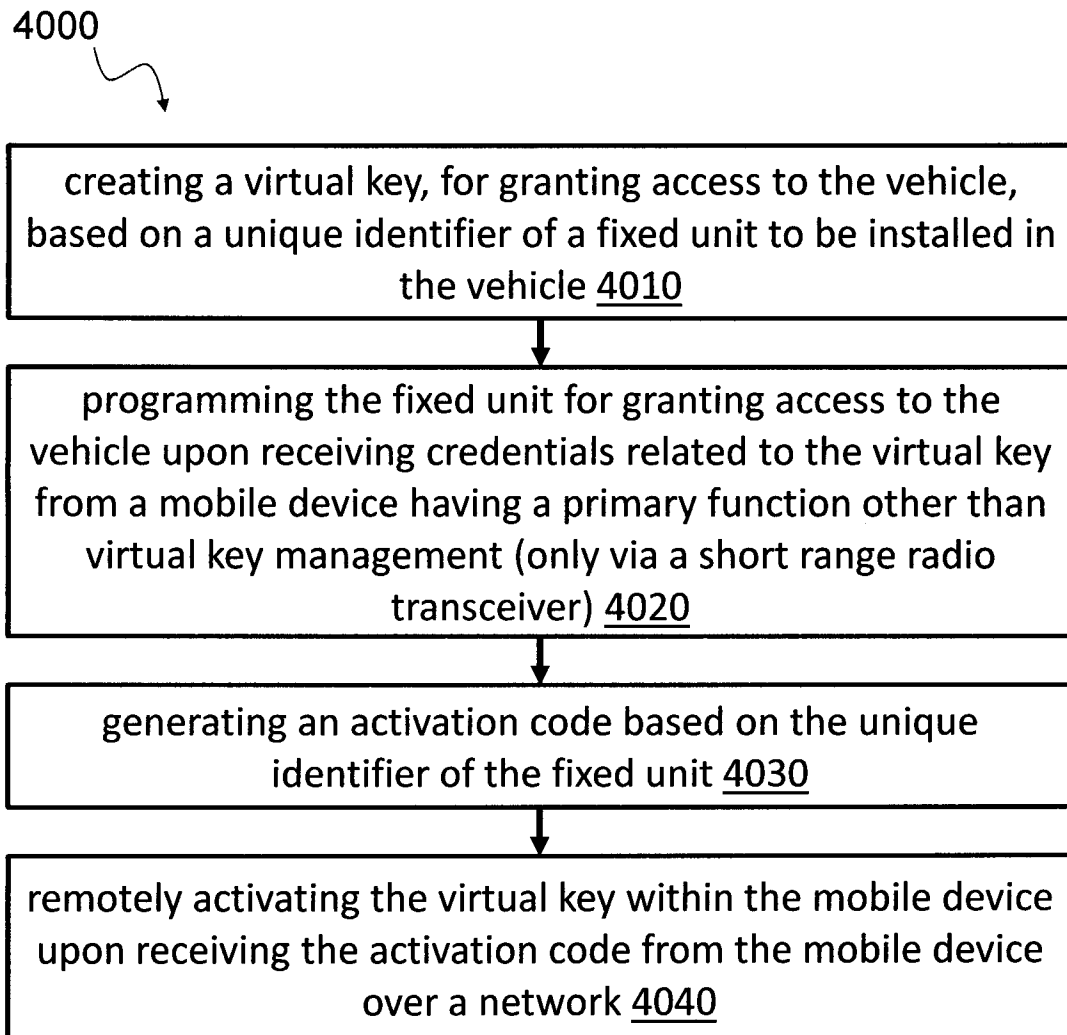 4000
creating a virtual key, for granting access to the vehicle,
based on a unique identifier of a fixed unit to be installed in
the vehicle 4010
programming the fixed unit for granting access to the
vehicle upon receiving credentials related to the virtual key
from a mobile device having a primary function other than
virtual key management (only via a short range radio
transceiver) 4020
generating an activation code based on the unique
identifier of the fixed unit 4030
remotely activating the virtual key within the mobile device
upon receiving the activation code from the mobile device
over a network 4040